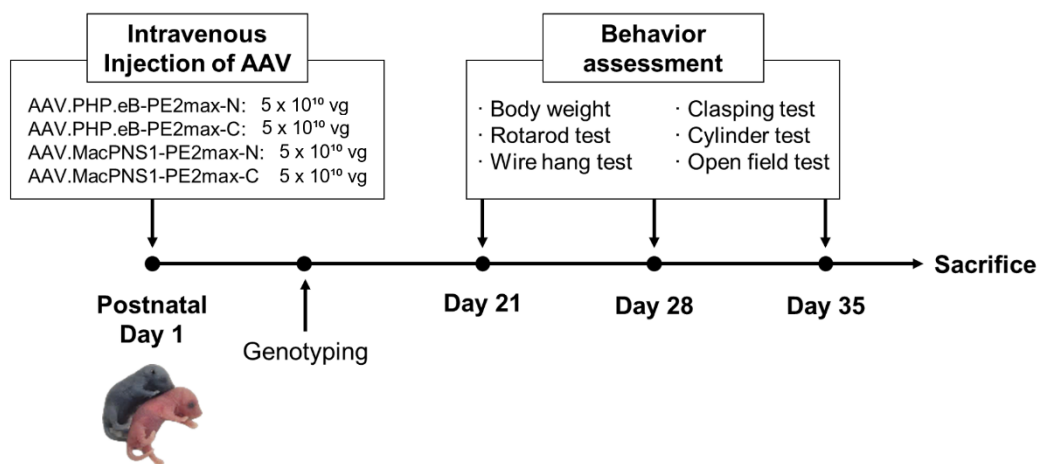 Intravenous
Injection of AAV
AAV.PHP.eB-PE2max-N: 5 x 10¹⁰ vg
AAV.PHP.eB-PE2max-C: 5 x 10¹⁰ vg
AAV.MacPNS1-PE2max-N: 5 x 10¹⁰ vg
AAV.MacPNS1-PE2max-C 5 x 10¹⁰ vg
Behavior
assessment
· Body weight
· Rotarod test
· Wire hang test
· Clasping test
· Cylinder test
· Open field test
Sacrifice
Postnatal
Day 1
Genotyping
Day 21
Day 28
Day 35